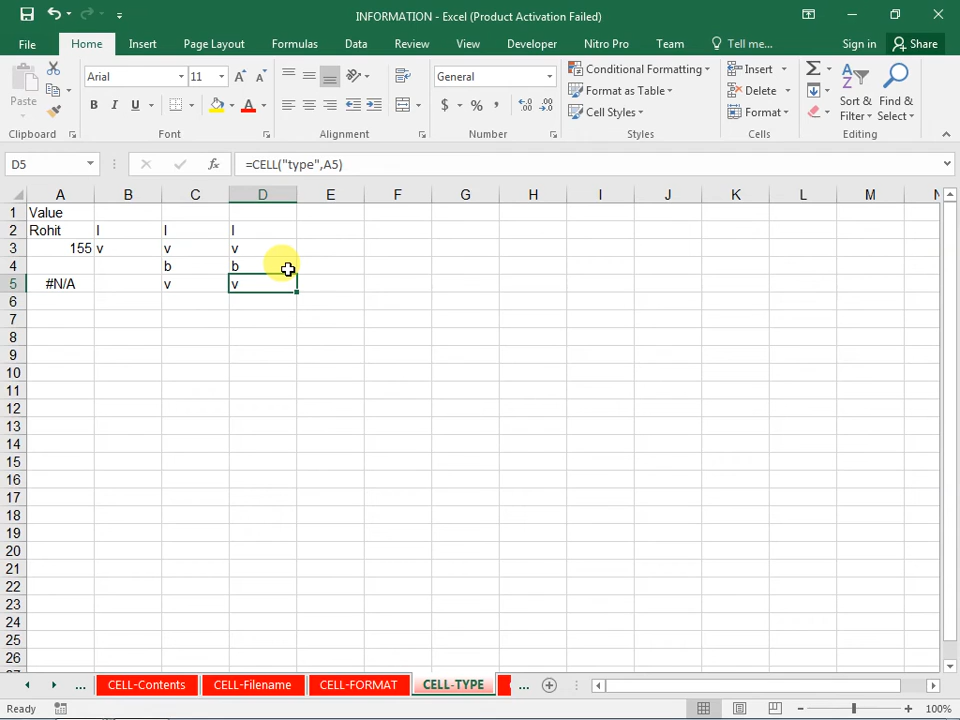 INFORMATION - Excel (Product Activation Failed)
File Home Insert Page Layout Formulas Data Review View Developer Nitro Pro Team Tell me... Sign in Share
Paste
Arial 11
B I U
General
$ % ,
Conditional Formatting
Format as Table
Cell Styles
Insert
Delete
Format
Sort & Filter
Find & Select
Clipboard Font Alignment Number Styles Cells Editing
D5 fx =CELL("type",A5)
A B C D E F G H I J K L M N
1 Value
2 Rohit l l l
3 155 v v v
4 b b
5 #N/A v v
6
7
8
9
10
11
12
13
14
15
16
17
18
19
20
21
22
23
24
25
26
... CELL-Contents CELL-Filename CELL-FORMAT CELL-TYPE ...
Ready 100%